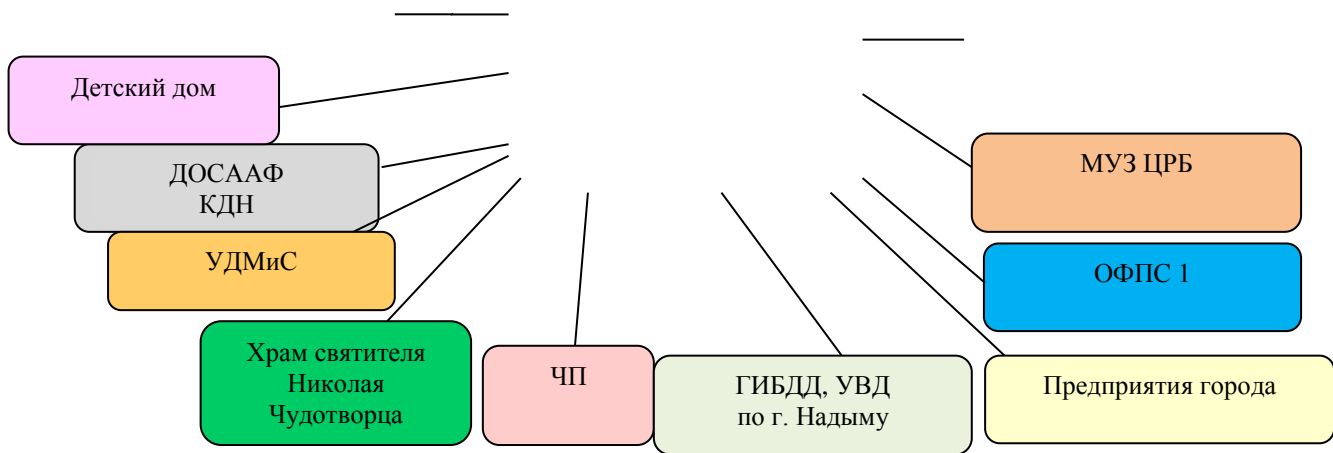 Детский дом
ДОСААФ
КДН
УДМиС
Храм святителя
Николая
Чудотворца
ЧП
ГИБДД, УВД
по г. Надыму
МУЗ ЦРБ
ОФПС 1
Предприятия города